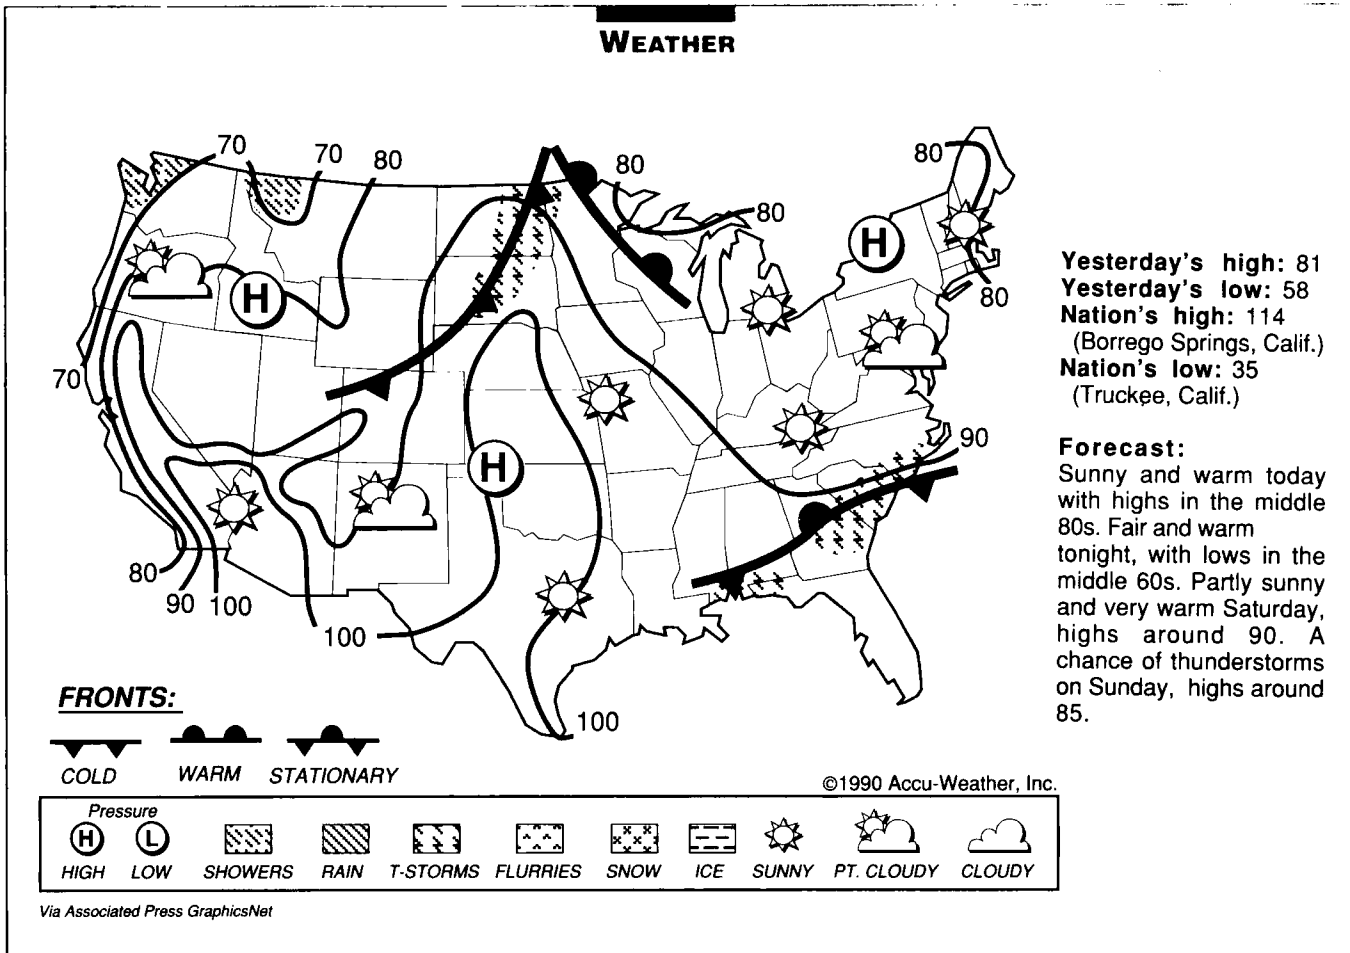 WEATHER
70
70
80
80
80
80
80
70
90
80
90
100
100
100
H
H
H
Yesterday's high: 81
Yesterday's low: 58
Nation's high: 114
(Borrego Springs, Calif.)
Nation's low: 35
(Truckee, Calif.)
Forecast:
Sunny and warm today
with highs in the middle
80s. Fair and warm
tonight, with lows in the
middle 60s. Partly sunny
and very warm Saturday,
highs around 90. A
chance of thunderstorms
on Sunday, highs around
85.
FRONTS:
COLD WARM STATIONARY
©1990 Accu-Weather, Inc.
Pressure
H L
HIGH LOW SHOWERS RAIN T-STORMS FLURRIES SNOW ICE SUNNY PT. CLOUDY CLOUDY
Via Associated Press GraphicsNet